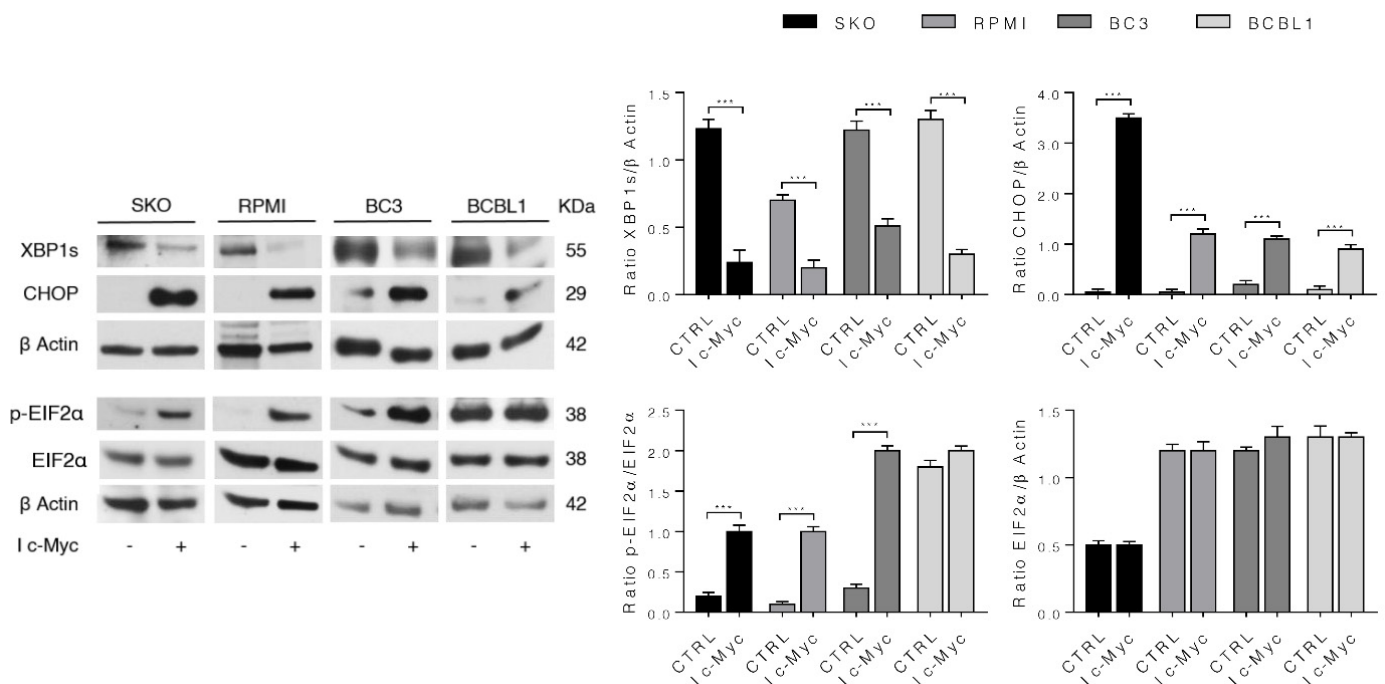 SKO RPMI BC3 BCBL1
SKO RPMI BC3 BCBL1 KDa
XBP1s 55
CHOP 29
β Actin 42
p-EIF2α 38
EIF2α 38
β Actin 42
I c-Myc - + - + - + - +
Ratio XBP1s/β Actin
1.5
1.0
0.5
0.0
*** *** *** ***
CTRL I c-Myc CTRL I c-Myc CTRL I c-Myc CTRL I c-Myc
Ratio CHOP/β Actin
4.0
3.0
2.0
1.0
0.0
*** *** *** ***
CTRL I c-Myc CTRL I c-Myc CTRL I c-Myc CTRL I c-Myc
Ratio p-EIF2α/EIF2α
2.5
2.0
1.5
1.0
0.5
0.0
*** *** ***
CTRL I c-Myc CTRL I c-Myc CTRL I c-Myc CTRL I c-Myc
Ratio EIF2α/β Actin
1.5
1.0
0.5
0.0
CTRL I c-Myc CTRL I c-Myc CTRL I c-Myc CTRL I c-Myc